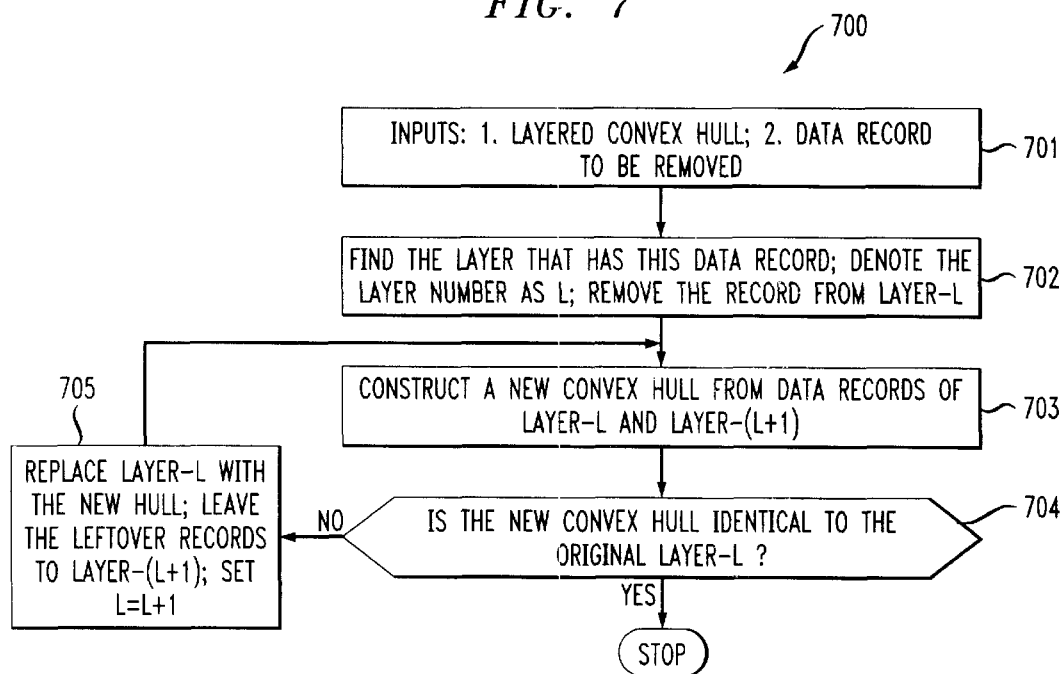 FIG. 7
700
INPUTS: 1. LAYERED CONVEX HULL; 2. DATA RECORD
TO BE REMOVED
701
FIND THE LAYER THAT HAS THIS DATA RECORD; DENOTE THE
LAYER NUMBER AS L; REMOVE THE RECORD FROM LAYER-L
702
CONSTRUCT A NEW CONVEX HULL FROM DATA RECORDS OF
LAYER-L AND LAYER-(L+1)
703
705
REPLACE LAYER-L WITH
THE NEW HULL; LEAVE
THE LEFTOVER RECORDS
TO LAYER-(L+1); SET
L=L+1
NO
IS THE NEW CONVEX HULL IDENTICAL TO THE
ORIGINAL LAYER-L ?
704
YES
STOP